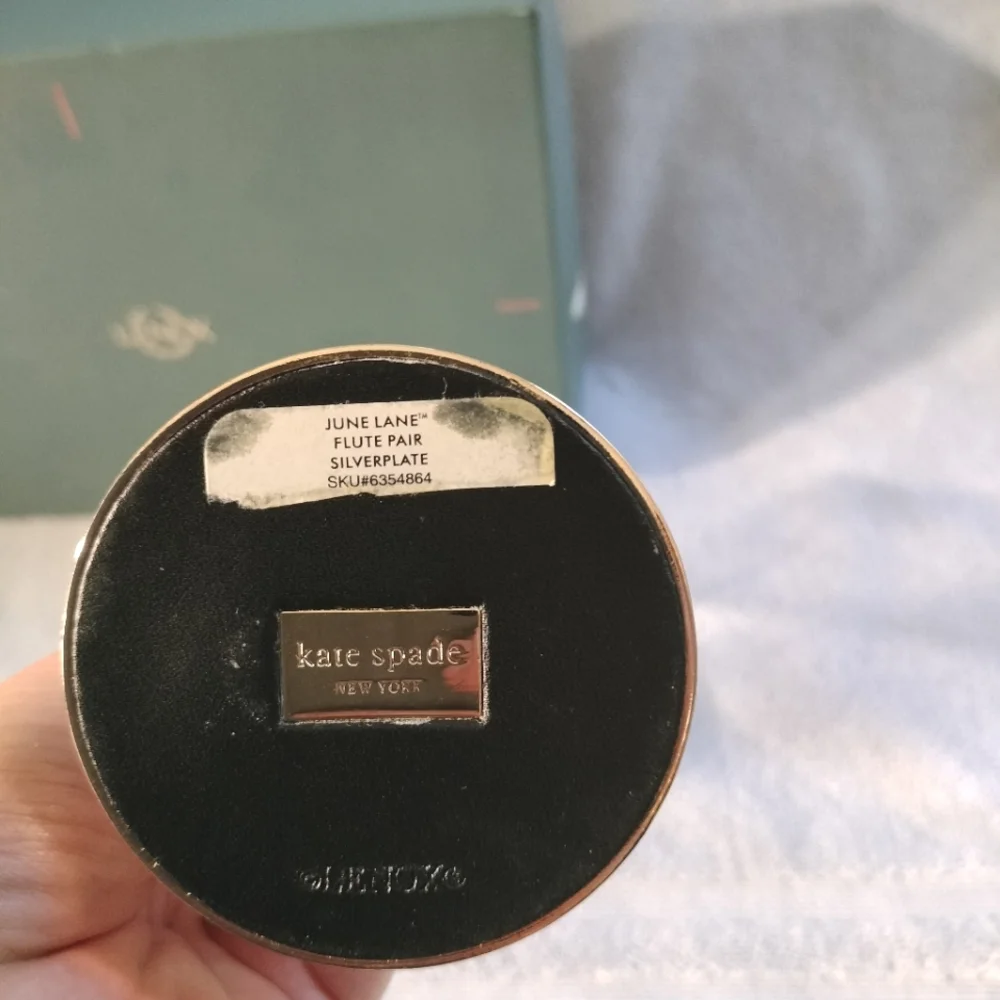 JUNE LANE™
FLUTE PAIR
SILVERPLATE
SKU#6354864
kate spade
NEW YORK
LENOX